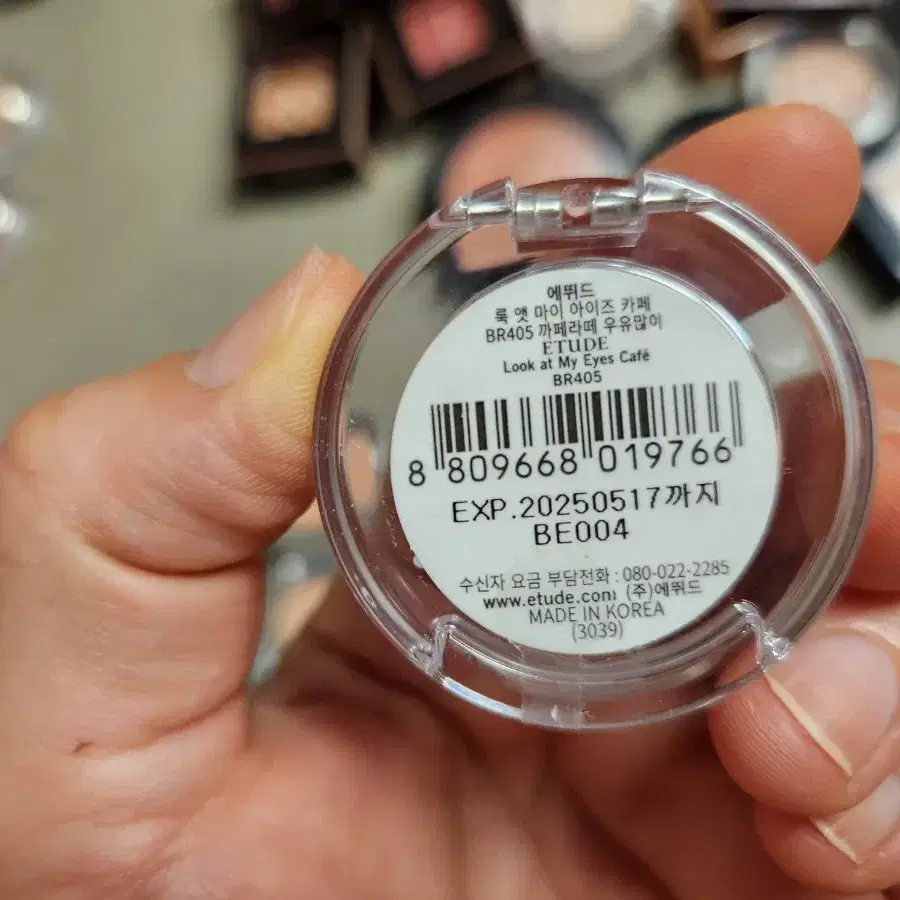 에뛰드
룩 앳 마이 아이즈 카페
BR405 까페라떼 우유많이
ETUDE
Look at My Eyes Café
BR405
8 809668 019766
EXP.20250517까지
BE004
수신자 요금 부담전화 : 080-022-2285
www.etude.com (주)에뛰드
MADE IN KOREA
(3039)